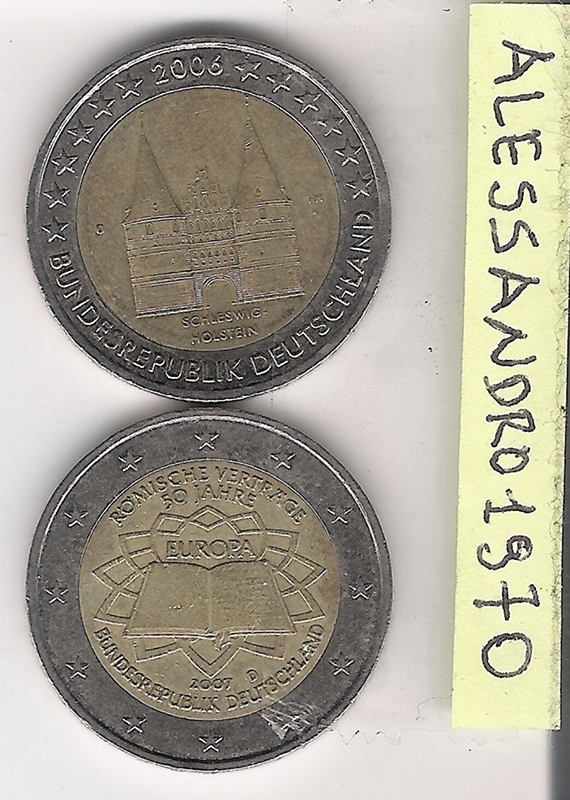 2006
D
SCHLESWIG-
HOLSTEIN
BUNDESREPUBLIK DEUTSCHLAND
RÖMISCHE VERTRÄGE
50 JAHRE
EUROPA
2007 D
BUNDESREPUBLIK DEUTSCHLAND
ALESSANDRO1970